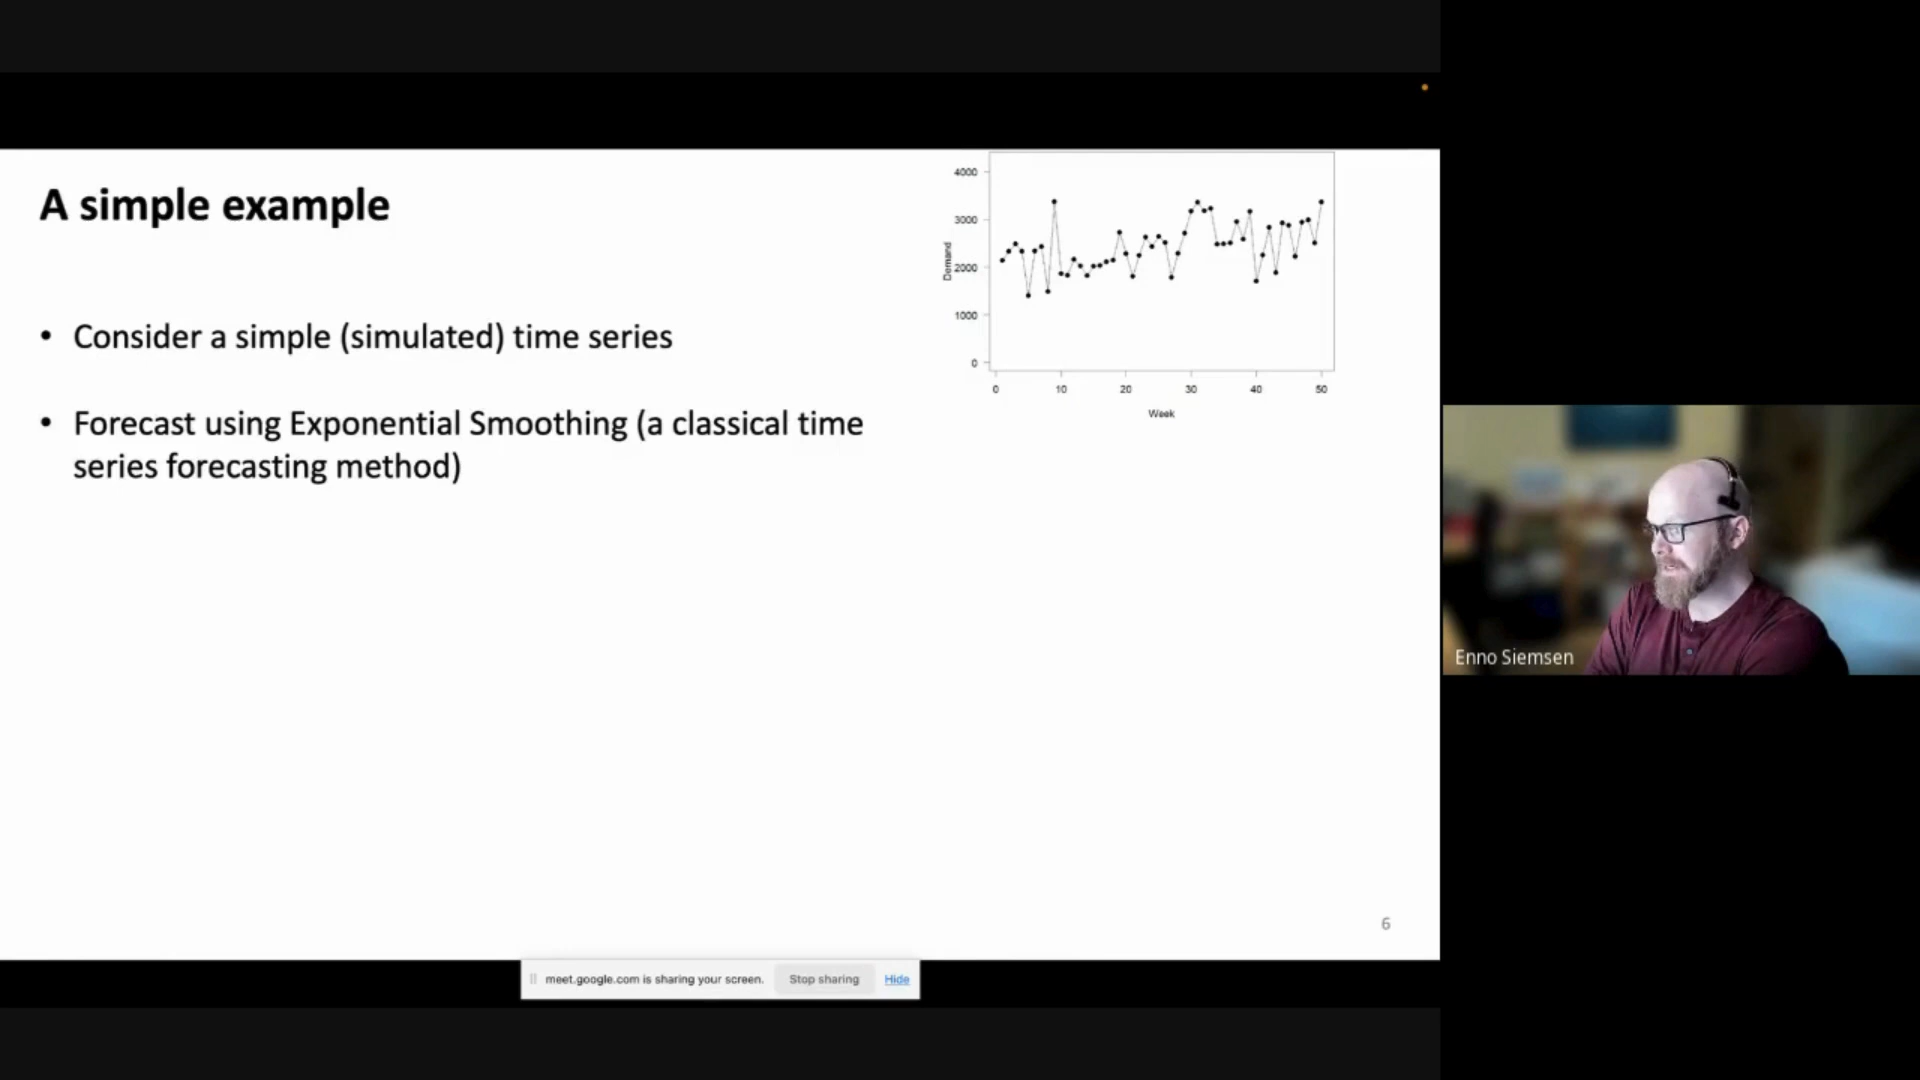 A simple example
• Consider a simple (simulated) time series
• Forecast using Exponential Smoothing (a classical time
series forecasting method)
4000
3000
2000
1000
0
Demand
0 10 20 30 40 50
Week
Enno Siemsen
6
meet.google.com is sharing your screen. Stop sharing Hide